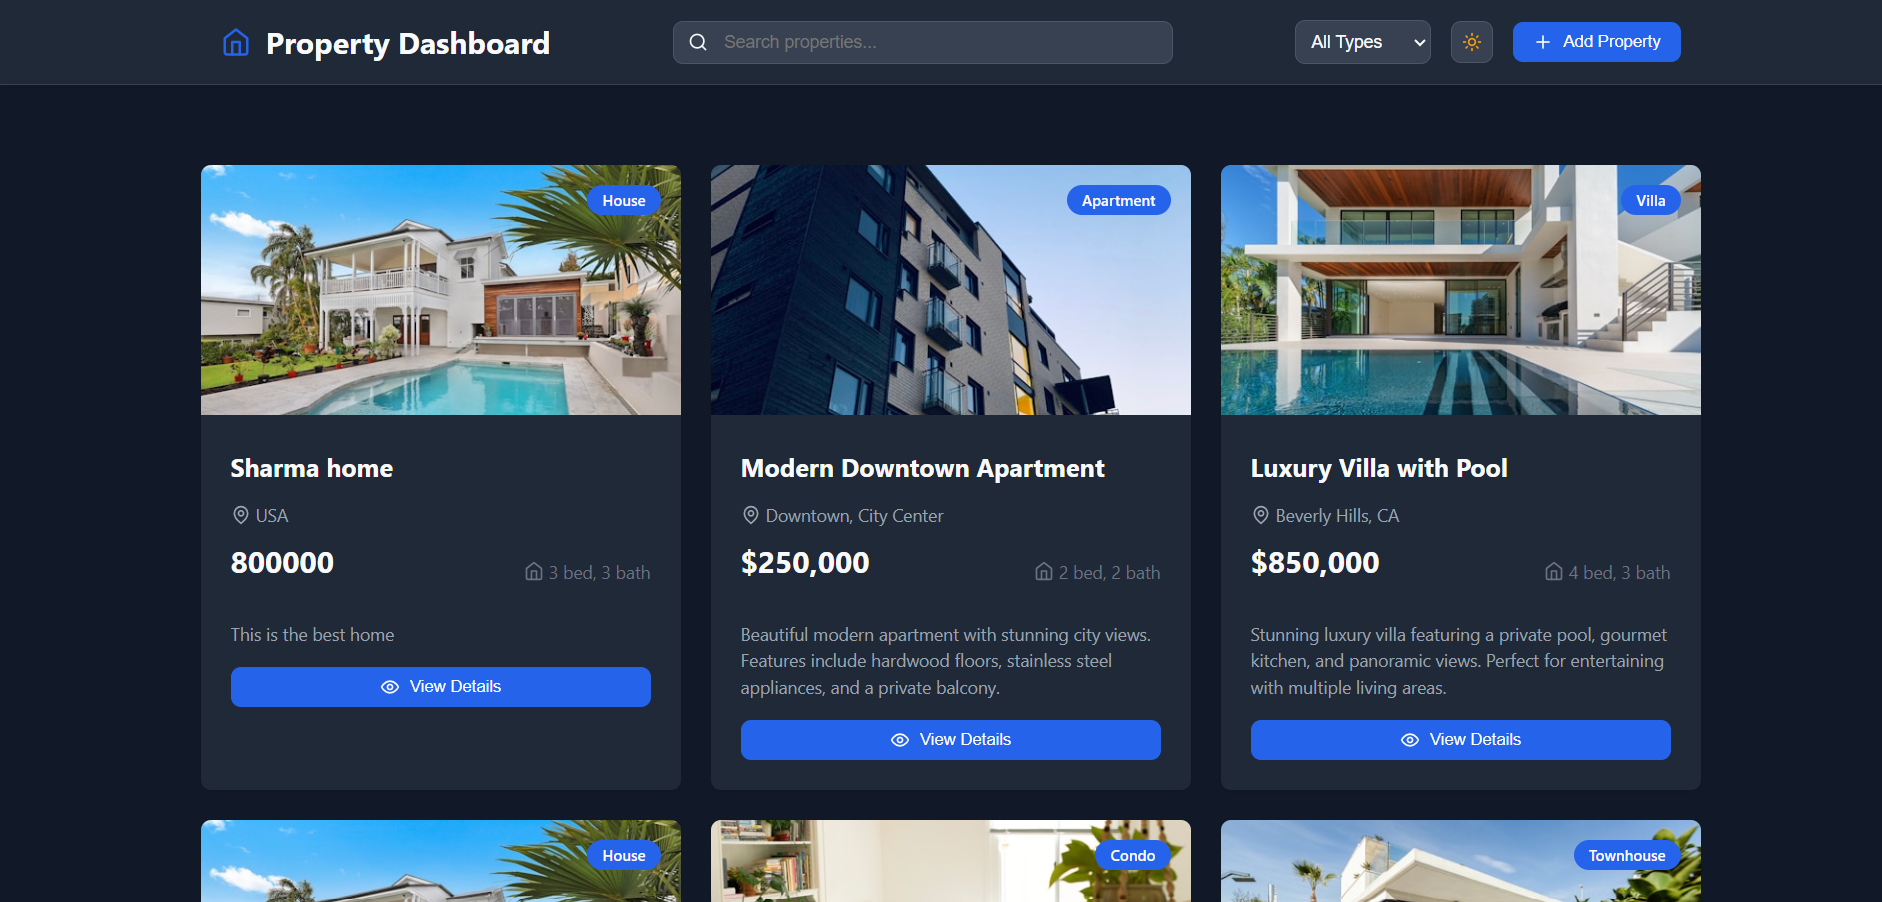 Property Dashboard
Search properties...
All Types
Add Property
House
Apartment
Villa
Sharma home
USA
800000
3 bed, 3 bath
This is the best home
View Details
Modern Downtown Apartment
Downtown, City Center
$250,000
2 bed, 2 bath
Beautiful modern apartment with stunning city views.
Features include hardwood floors, stainless steel
appliances, and a private balcony.
View Details
Luxury Villa with Pool
Beverly Hills, CA
$850,000
4 bed, 3 bath
Stunning luxury villa featuring a private pool, gourmet
kitchen, and panoramic views. Perfect for entertaining
with multiple living areas.
View Details
House
Condo
Townhouse